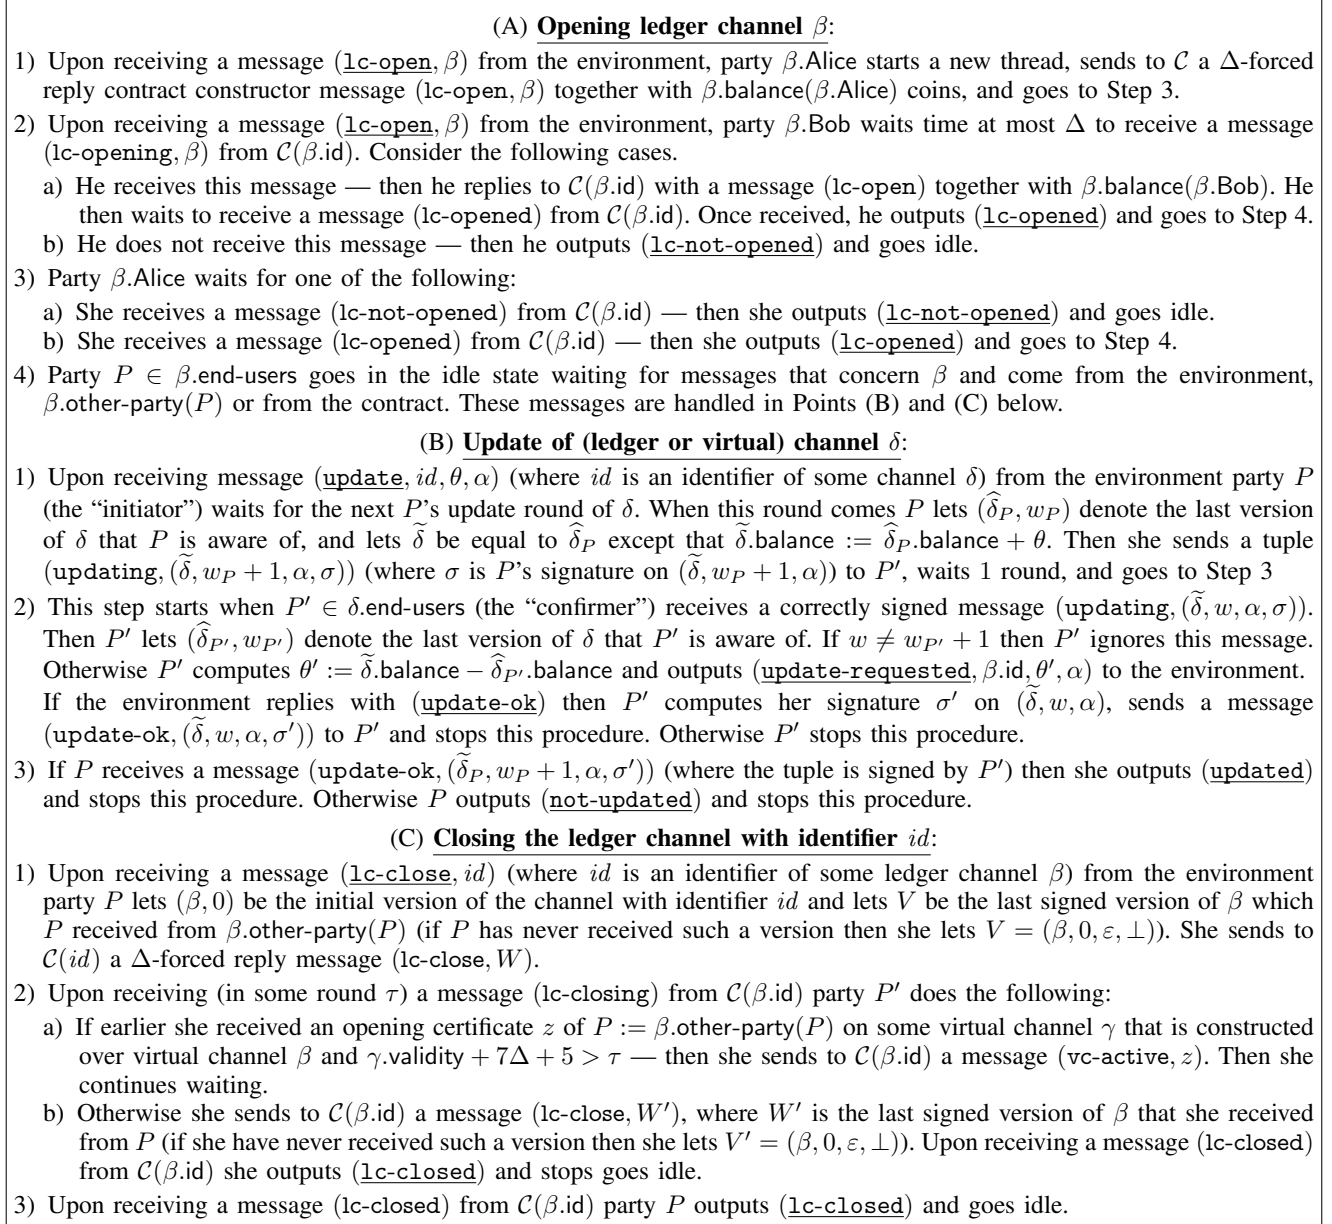 (A) Opening ledger channel β:
1) Upon receiving a message (lc-open, β) from the environment, party β.Alice starts a new thread, sends to C a Δ-forced
reply contract constructor message (lc-open, β) together with β.balance(β.Alice) coins, and goes to Step 3.
2) Upon receiving a message (lc-open, β) from the environment, party β.Bob waits time at most Δ to receive a message
(lc-opening, β) from C(β.id). Consider the following cases.
a) He receives this message — then he replies to C(β.id) with a message (lc-open) together with β.balance(β.Bob). He
then waits to receive a message (lc-opened) from C(β.id). Once received, he outputs (lc-opened) and goes to Step 4.
b) He does not receive this message — then he outputs (lc-not-opened) and goes idle.
3) Party β.Alice waits for one of the following:
a) She receives a message (lc-not-opened) from C(β.id) — then she outputs (lc-not-opened) and goes idle.
b) She receives a message (lc-opened) from C(β.id) — then she outputs (lc-opened) and goes to Step 4.
4) Party P ∈ β.end-users goes in the idle state waiting for messages that concern β and come from the environment,
β.other-party(P) or from the contract. These messages are handled in Points (B) and (C) below.
(B) Update of (ledger or virtual) channel δ:
1) Upon receiving message (update, id, θ, α) (where id is an identifier of some channel δ) from the environment party P
(the “initiator”) waits for the next P’s update round of δ. When this round comes P lets (δ̂_P, w_P) denote the last version
of δ that P is aware of, and lets δ̃ be equal to δ̂_P except that δ̃.balance := δ̂_P.balance + θ. Then she sends a tuple
(updating, (δ̃, w_P + 1, α, σ)) (where σ is P’s signature on (δ̃, w_P + 1, α)) to P′, waits 1 round, and goes to Step 3
2) This step starts when P′ ∈ δ.end-users (the “confirmer”) receives a correctly signed message (updating, (δ̃, w, α, σ)).
Then P′ lets (δ̂_P′, w_P′) denote the last version of δ that P′ is aware of. If w ≠ w_P′ + 1 then P′ ignores this message.
Otherwise P′ computes θ′ := δ̃.balance − δ̂_P′.balance and outputs (update-requested, β.id, θ′, α) to the environment.
If the environment replies with (update-ok) then P′ computes her signature σ′ on (δ̃, w, α), sends a message
(update-ok, (δ̃, w, α, σ′)) to P′ and stops this procedure. Otherwise P′ stops this procedure.
3) If P receives a message (update-ok, (δ̃_P, w_P + 1, α, σ′)) (where the tuple is signed by P′) then she outputs (updated)
and stops this procedure. Otherwise P outputs (not-updated) and stops this procedure.
(C) Closing the ledger channel with identifier id:
1) Upon receiving a message (lc-close, id) (where id is an identifier of some ledger channel β) from the environment
party P lets (β, 0) be the initial version of the channel with identifier id and lets V be the last signed version of β which
P received from β.other-party(P) (if P has never received such a version then she lets V = (β, 0, ε, ⊥)). She sends to
C(id) a Δ-forced reply message (lc-close, W).
2) Upon receiving (in some round τ) a message (lc-closing) from C(β.id) party P′ does the following:
a) If earlier she received an opening certificate z of P := β.other-party(P) on some virtual channel γ that is constructed
over virtual channel β and γ.validity + 7Δ + 5 > τ — then she sends to C(β.id) a message (vc-active, z). Then she
continues waiting.
b) Otherwise she sends to C(β.id) a message (lc-close, W′), where W′ is the last signed version of β that she received
from P (if she have never received such a version then she lets V′ = (β, 0, ε, ⊥)). Upon receiving a message (lc-closed)
from C(β.id) she outputs (lc-closed) and stops goes idle.
3) Upon receiving a message (lc-closed) from C(β.id) party P outputs (lc-closed) and goes idle.